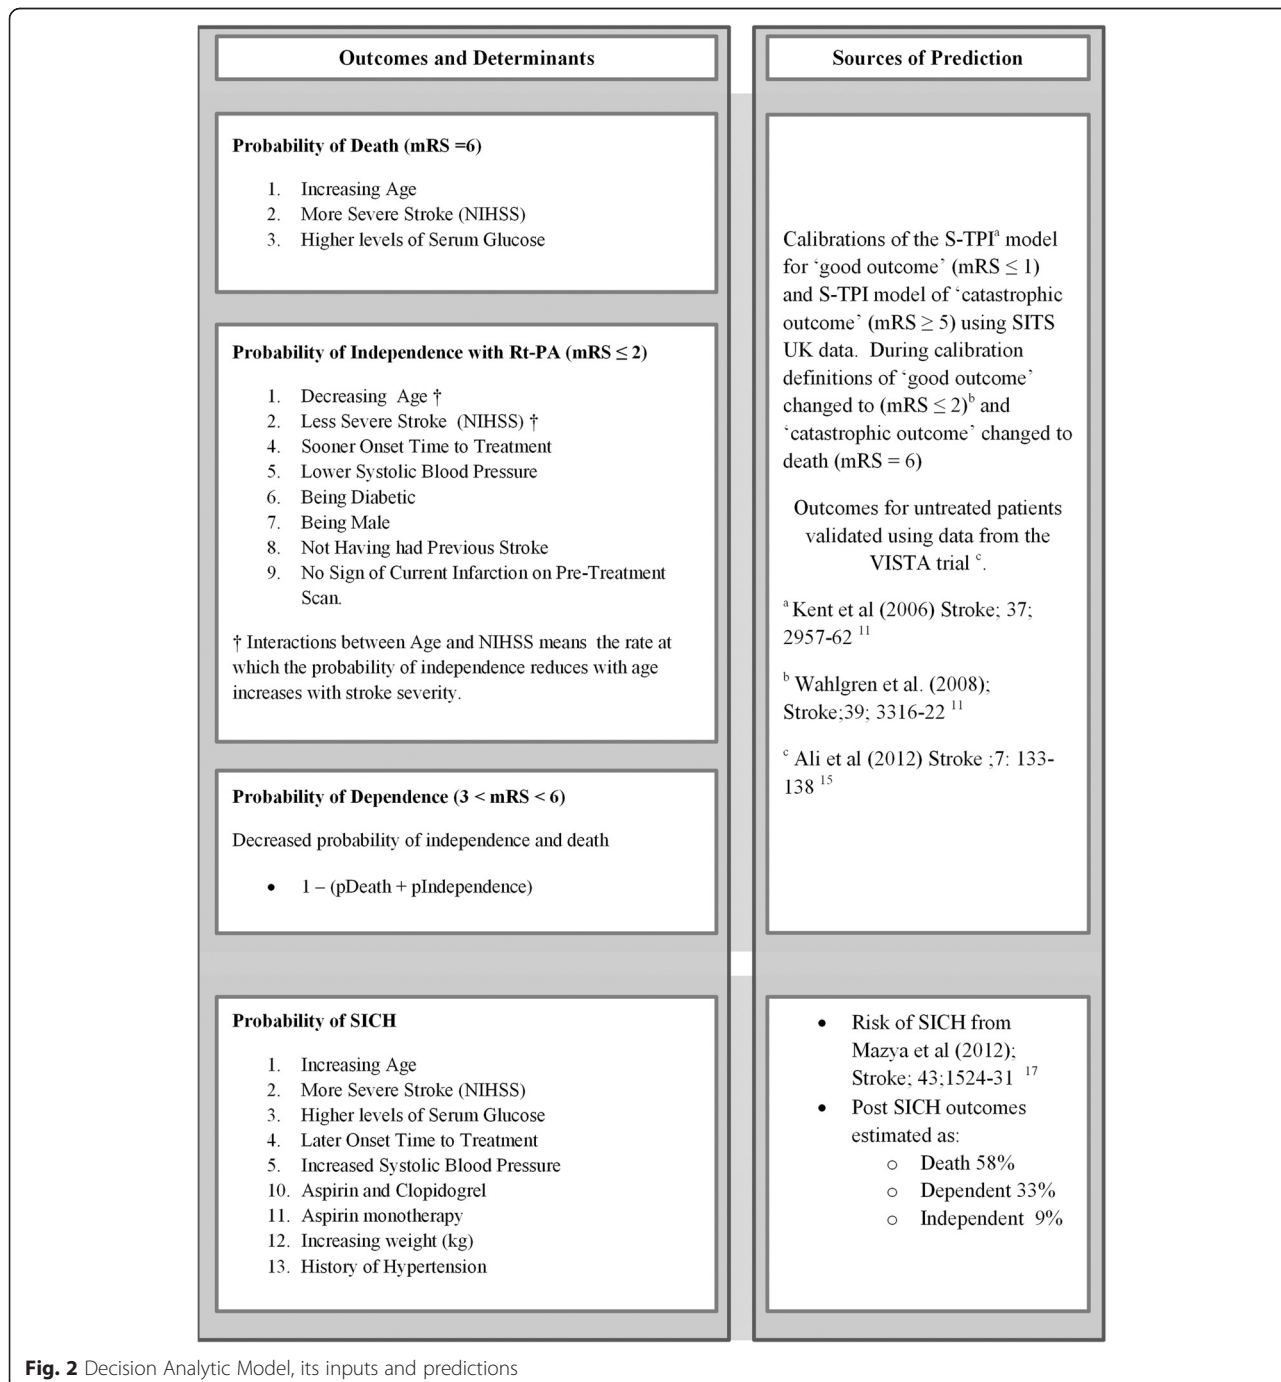 Outcomes and Determinants
Probability of Death (mRS =6)
1. Increasing Age
2. More Severe Stroke (NIHSS)
3. Higher levels of Serum Glucose
Probability of Independence with Rt-PA (mRS ≤ 2)
1. Decreasing Age †
2. Less Severe Stroke (NIHSS) †
4. Sooner Onset Time to Treatment
5. Lower Systolic Blood Pressure
6. Being Diabetic
7. Being Male
8. Not Having had Previous Stroke
9. No Sign of Current Infarction on Pre-Treatment
Scan.
† Interactions between Age and NIHSS means the rate at
which the probability of independence reduces with age
increases with stroke severity.
Probability of Dependence (3 < mRS < 6)
Decreased probability of independence and death
• 1 – (pDeath + pIndependence)
Probability of SICH
1. Increasing Age
2. More Severe Stroke (NIHSS)
3. Higher levels of Serum Glucose
4. Later Onset Time to Treatment
5. Increased Systolic Blood Pressure
10. Aspirin and Clopidogrel
11. Aspirin monotherapy
12. Increasing weight (kg)
13. History of Hypertension
Sources of Prediction
Calibrations of the S-TPIa model
for ‘good outcome’ (mRS ≤ 1)
and S-TPI model of ‘catastrophic
outcome’ (mRS ≥ 5) using SITS
UK data. During calibration
definitions of ‘good outcome’
changed to (mRS ≤ 2)b and
‘catastrophic outcome’ changed to
death (mRS = 6)
Outcomes for untreated patients
validated using data from the
VISTA trial c.
a Kent et al (2006) Stroke; 37;
2957-62 11
b Wahlgren et al. (2008);
Stroke;39; 3316-22 11
c Ali et al (2012) Stroke ;7: 133-
138 15
• Risk of SICH from
Mazya et al (2012);
Stroke; 43;1524-31 17
• Post SICH outcomes
estimated as:
o Death 58%
o Dependent 33%
o Independent 9%
Fig. 2 Decision Analytic Model, its inputs and predictions